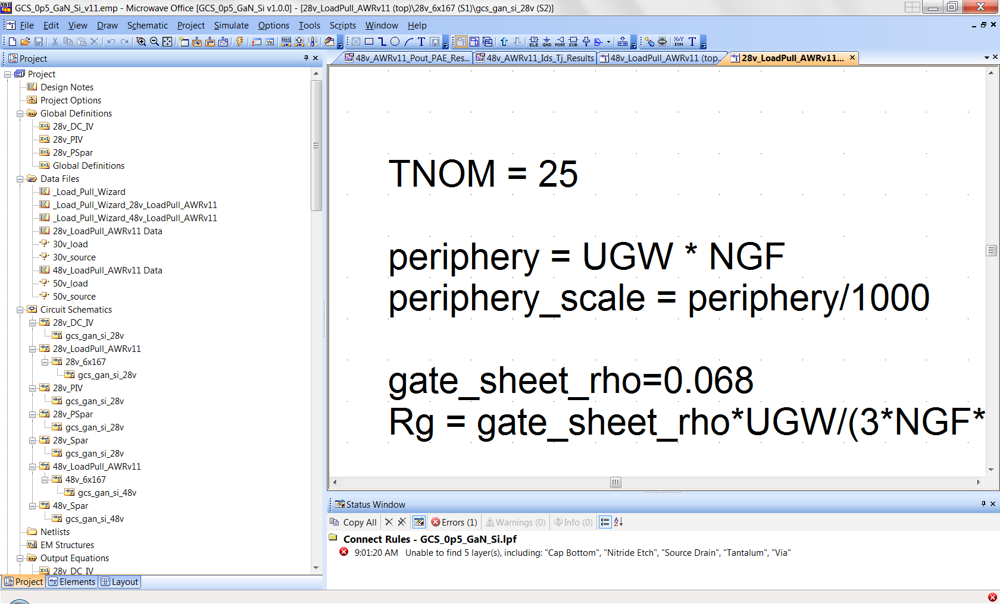 GCS_0p5_GaN_Si_v11.emp - Microwave Office [GCS_0p5_GaN_Si v1.0.0] - [28v_LoadPull_AWRv11 (top)\28v_6x167 (S1)\gcs_gan_si_28v (S2)]
File Edit View Draw Schematic Project Simulate Options Tools Scripts Window Help
Project
48v_AWRv11_Pout_PAE_Res...
48v_AWRv11_Ids_Tj_Results
48v_LoadPull_AWRv11 (top...
28v_LoadPull_AWRv11...
Project
Design Notes
Project Options
Global Definitions
28v_DC_IV
28v_PIV
28v_PSpar
Global Definitions
Data Files
_Load_Pull_Wizard
_Load_Pull_Wizard_28v_LoadPull_AWRv11
_Load_Pull_Wizard_48v_LoadPull_AWRv11
28v_LoadPull_AWRv11 Data
30v_load
30v_source
48v_LoadPull_AWRv11 Data
50v_load
50v_source
Circuit Schematics
28v_DC_IV
gcs_gan_si_28v
28v_LoadPull_AWRv11
28v_6x167
gcs_gan_si_28v
28v_PIV
gcs_gan_si_28v
28v_PSpar
gcs_gan_si_28v
28v_Spar
gcs_gan_si_28v
48v_LoadPull_AWRv11
48v_6x167
gcs_gan_si_48v
48v_Spar
gcs_gan_si_48v
Netlists
EM Structures
Output Equations
28v_DC_IV
Project Elements Layout
TNOM = 25
periphery = UGW * NGF
periphery_scale = periphery/1000
gate_sheet_rho=0.068
Rg = gate_sheet_rho*UGW/(3*NGF*
Status Window
Copy All Errors (1) Warnings (0) Info (0)
Connect Rules - GCS_0p5_GaN_Si.lpf
9:01:20 AM Unable to find 5 layer(s), including: "Cap Bottom", "Nitride Etch", "Source Drain", "Tantalum", "Via"